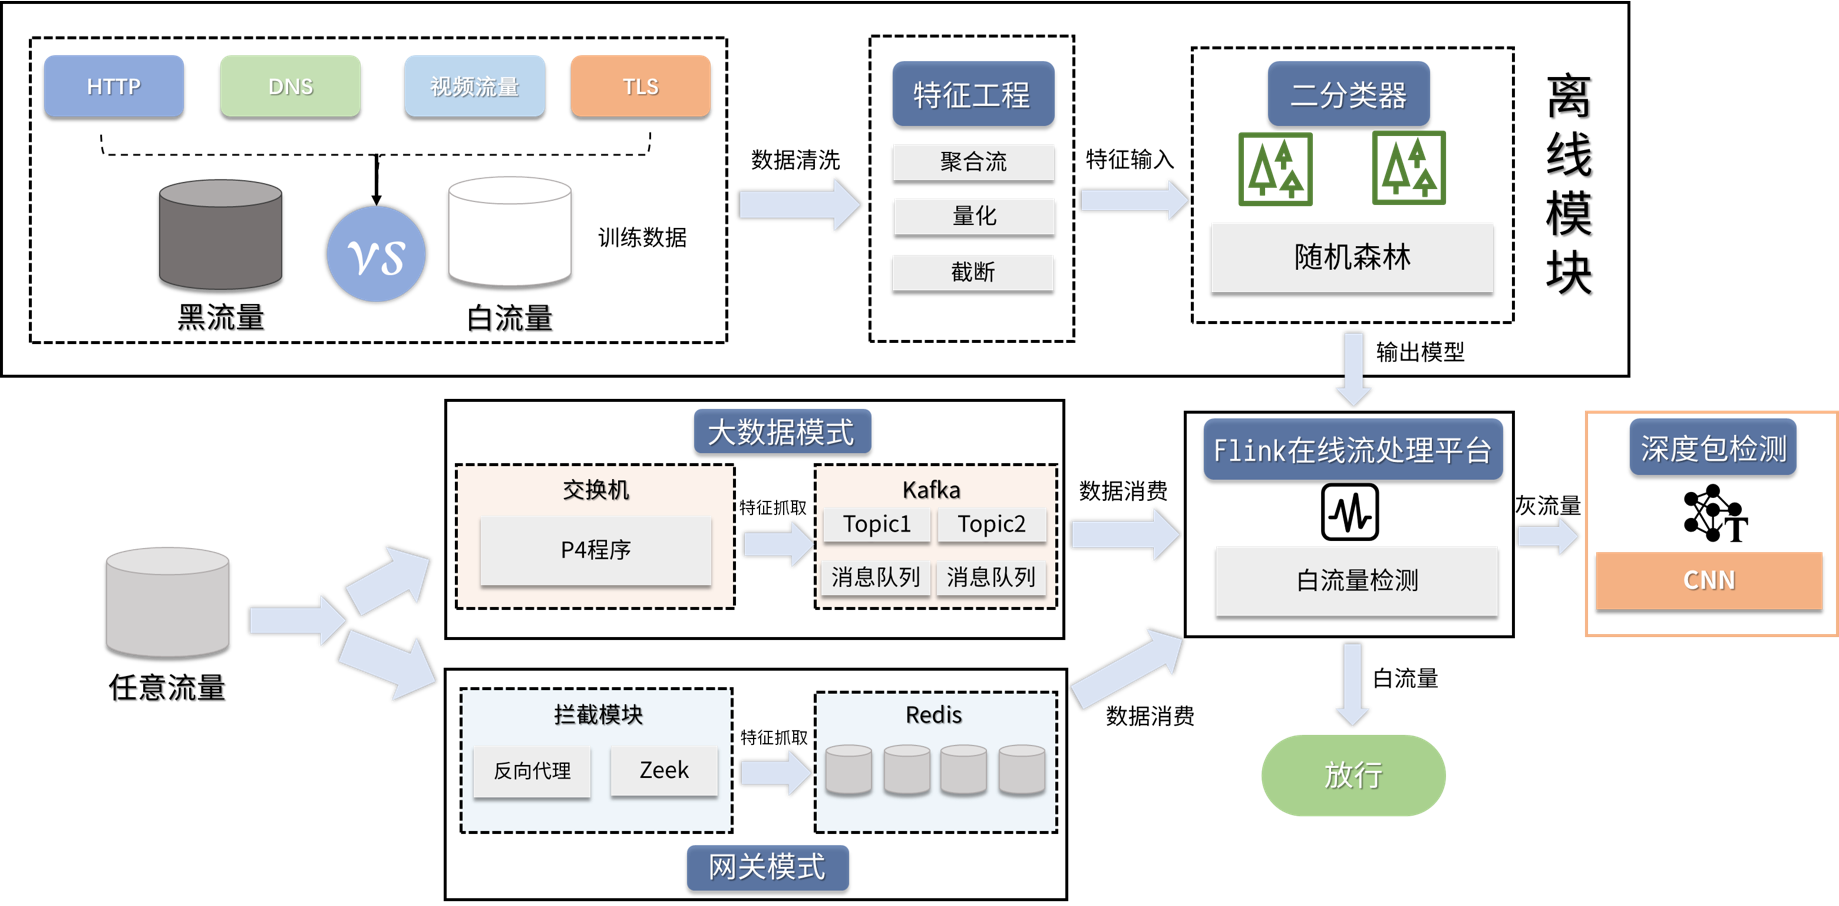 HTTP
DNS
视频流量
TLS
vs
训练数据
黑流量
白流量
数据清洗
特征工程
聚合流
量化
截断
特征输入
二分类器
随机森林
离线模块
输出模型
任意流量
大数据模式
交换机
P4程序
特征抓取
Kafka
Topic1
Topic2
消息队列
消息队列
数据消费
拦截模块
反向代理
Zeek
特征抓取
Redis
网关模式
数据消费
Flink在线流处理平台
白流量检测
灰流量
深度包检测
T
CNN
白流量
放行